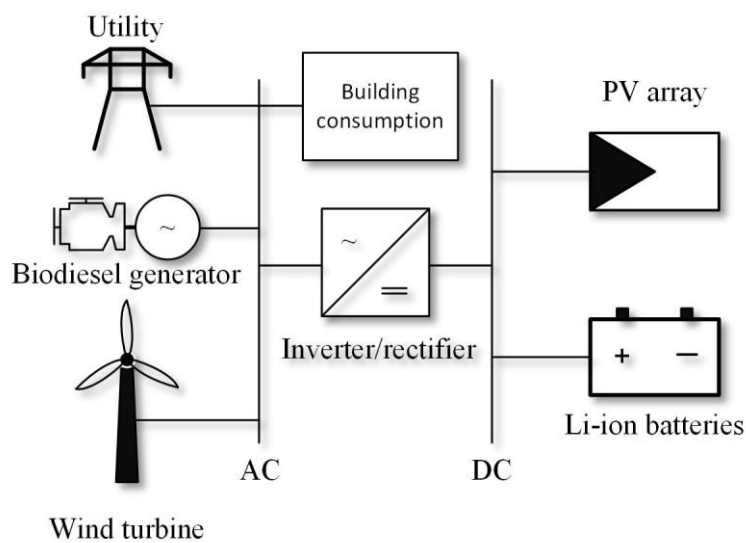 Utility
Building
consumption
PV array
~
Biodiesel generator
~
=
Inverter/rectifier
+ −
Li-ion batteries
AC
DC
Wind turbine